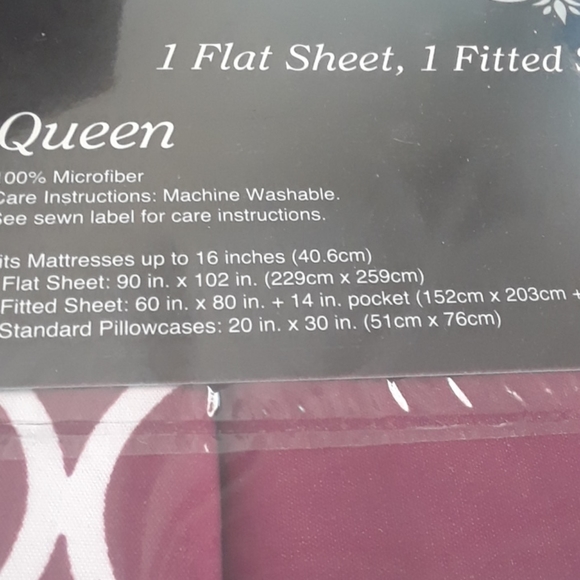 1 Flat Sheet, 1 Fitted
Queen
00% Microfiber
Care Instructions: Machine Washable.
See sewn label for care instructions.
its Mattresses up to 16 inches (40.6cm)
Flat Sheet: 90 in. x 102 in. (229cm x 259cm)
Fitted Sheet: 60 in. x 80 in. + 14 in. pocket (152cm x 203cm +
Standard Pillowcases: 20 in. x 30 in. (51cm x 76cm)